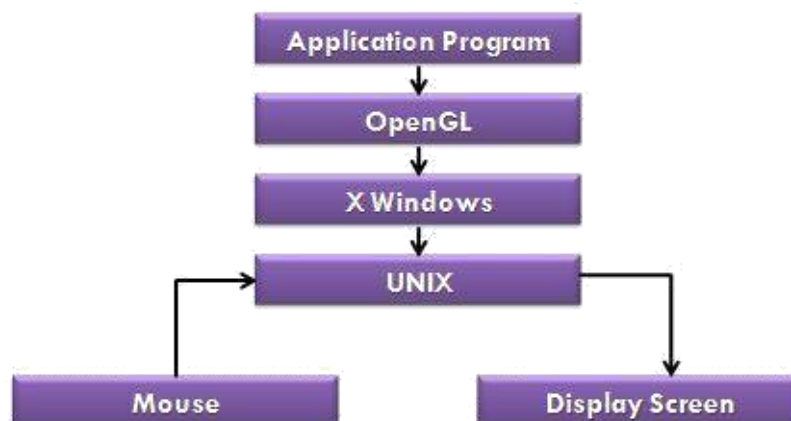 Application Program
OpenGL
X Windows
UNIX
Mouse
Display Screen